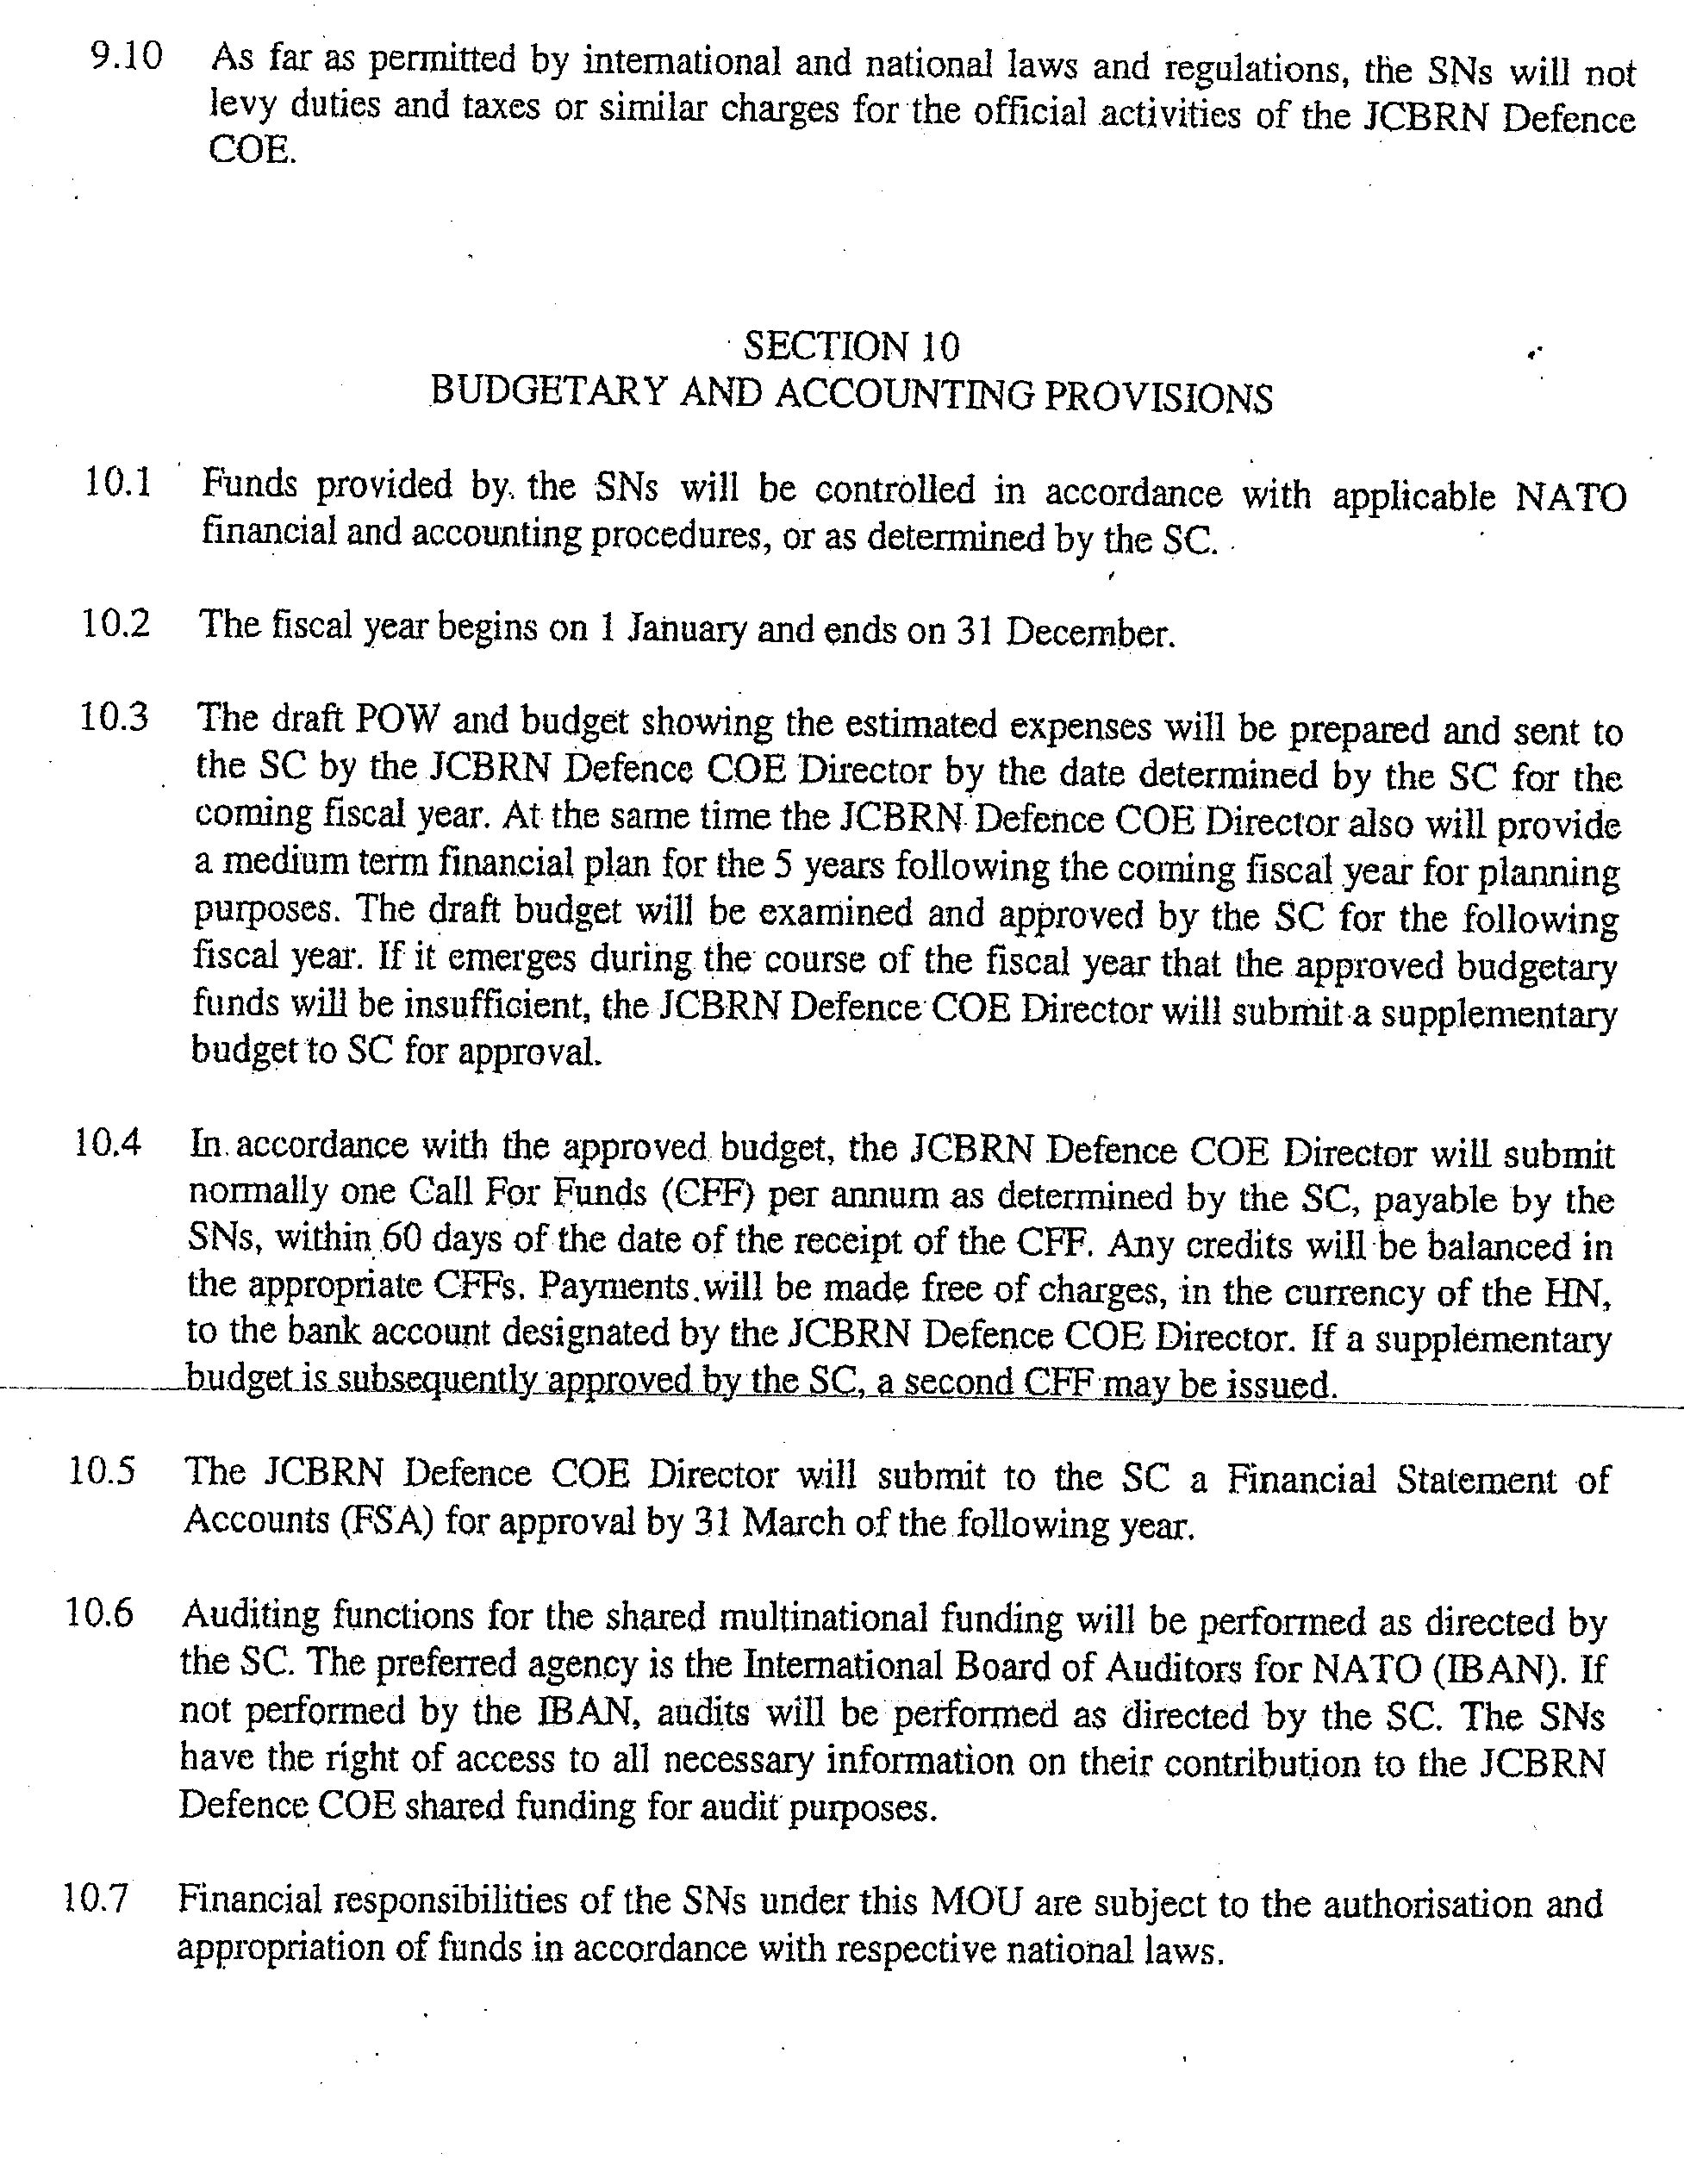 9.10 As far as permitted by international and national laws and regulations, the SNs will not
levy duties and taxes or similar charges for the official activities of the JCBRN Defence
COE.
SECTION 10
BUDGETARY AND ACCOUNTING PROVISIONS
10.1 Funds provided by the SNs will be controlled in accordance with applicable NATO
financial and accounting procedures, or as determined by the SC.
10.2 The fiscal year begins on 1 January and ends on 31 December.
10.3 The draft POW and budget showing the estimated expenses will be prepared and sent to
the SC by the JCBRN Defence COE Director by the date determined by the SC for the
coming fiscal year. At the same time the JCBRN Defence COE Director also will provide
a medium term financial plan for the 5 years following the coming fiscal year for planning
purposes. The draft budget will be examined and approved by the SC for the following
fiscal year. If it emerges during the course of the fiscal year that the approved budgetary
funds will be insufficient, the JCBRN Defence COE Director will submit a supplementary
budget to SC for approval.
10.4 In accordance with the approved budget, the JCBRN Defence COE Director will submit
normally one Call For Funds (CFF) per annum as determined by the SC, payable by the
SNs, within 60 days of the date of the receipt of the CFF. Any credits will be balanced in
the appropriate CFFs. Payments will be made free of charges, in the currency of the HN,
to the bank account designated by the JCBRN Defence COE Director. If a supplementary
budget is subsequently approved by the SC, a second CFF may be issued.
10.5 The JCBRN Defence COE Director will submit to the SC a Financial Statement of
Accounts (FSA) for approval by 31 March of the following year.
10.6 Auditing functions for the shared multinational funding will be performed as directed by
the SC. The preferred agency is the International Board of Auditors for NATO (IBAN). If
not performed by the IBAN, audits will be performed as directed by the SC. The SNs
have the right of access to all necessary information on their contribution to the JCBRN
Defence COE shared funding for audit purposes.
10.7 Financial responsibilities of the SNs under this MOU are subject to the authorisation and
appropriation of funds in accordance with respective national laws.